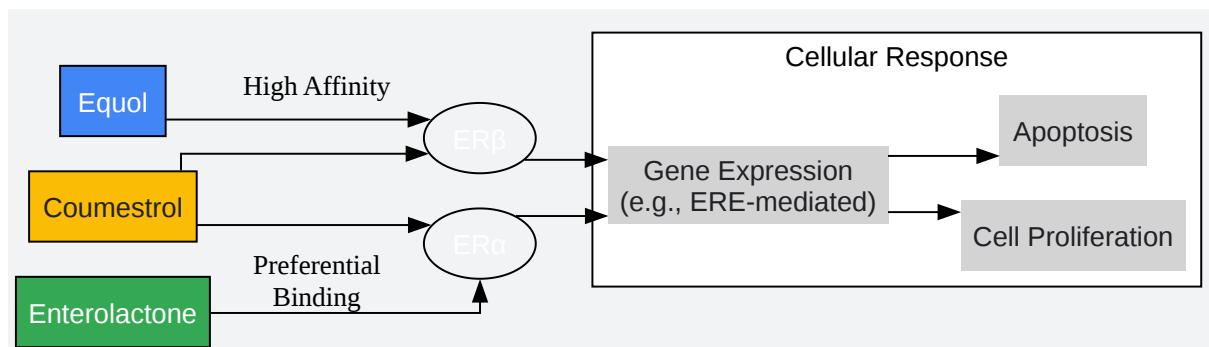 Cellular Response
Equol
High Affinity
ERβ
Apoptosis
Coumestrol
Gene Expression
(e.g., ERE-mediated)
ERα
Cell Proliferation
Preferential
Binding
Enterolactone